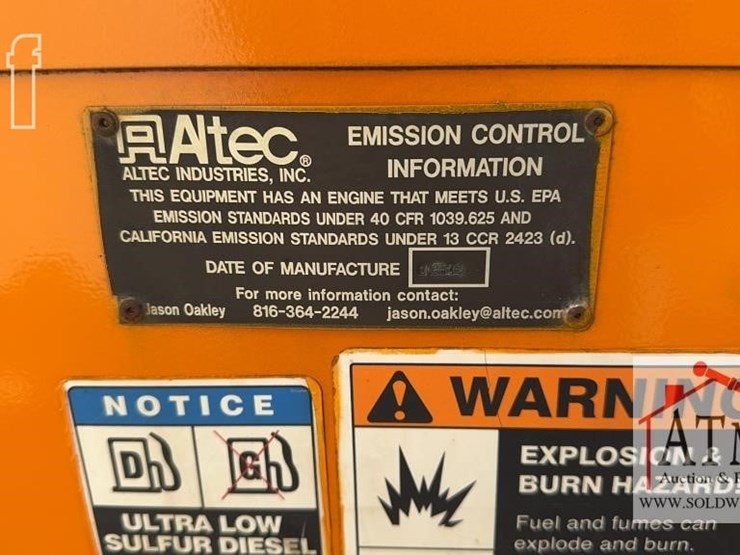 f
Altec®
EMISSION CONTROL
INFORMATION
ALTEC INDUSTRIES, INC.
THIS EQUIPMENT HAS AN ENGINE THAT MEETS U.S. EPA
EMISSION STANDARDS UNDER 40 CFR 1039.625 AND
CALIFORNIA EMISSION STANDARDS UNDER 13 CCR 2423 (d).
DATE OF MANUFACTURE
For more information contact:
Jason Oakley 816-364-2244 jason.oakley@altec.com
NOTICE
D G
ULTRA LOW
SULFUR DIESEL
WARNING
EXPLOSION &
BURN HAZARD
Fuel and fumes can
explode and burn.
ATM
Auction & E
WWW.SOLDW